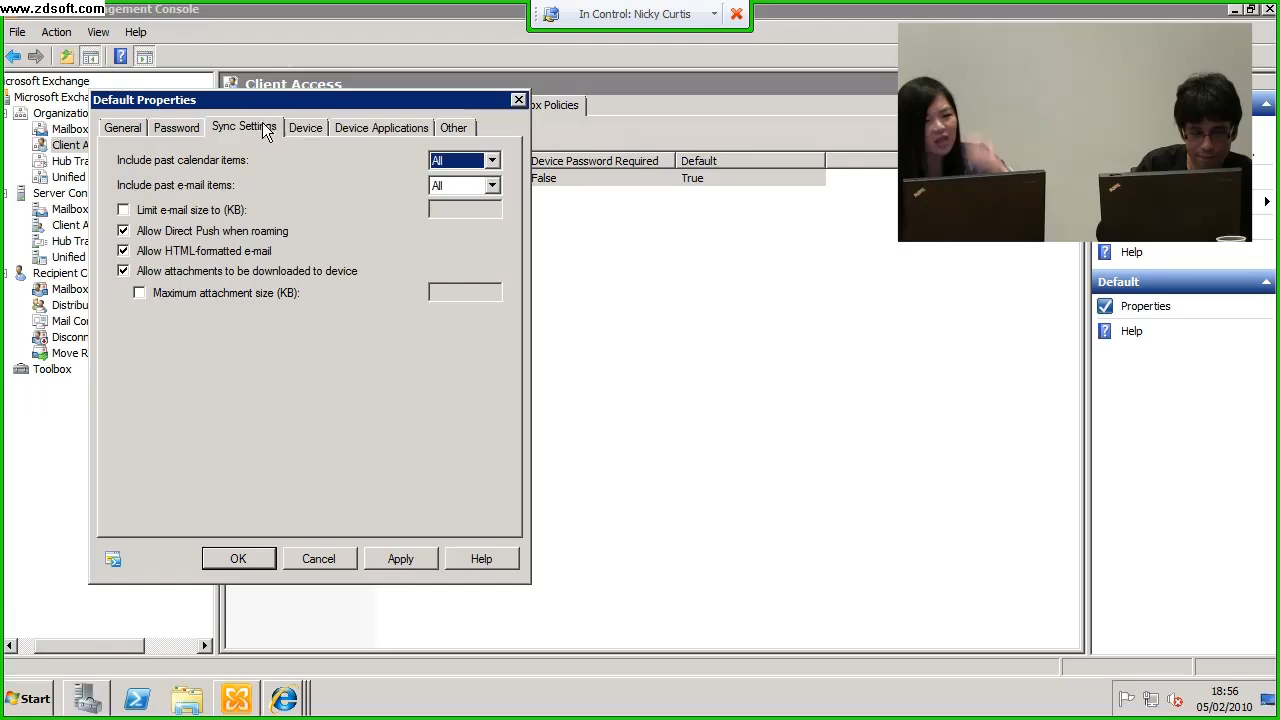 www.zdsoft.com
agement Console
In Control: Nicky Curtis
File Action View Help
icrosoft Exchange
Microsoft Excha
Organizatio
Mailbox
Client A
Hub Tra
Unified
Server Con
Mailbox
Client A
Hub Tra
Unified
Recipient C
Mailbox
Distribu
Mail Con
Disconn
Move R
Toolbox
Client Access
ox Policies
Device Password Required Default
False True
Default Properties
General Password Sync Settings Device Device Applications Other
Include past calendar items: All
Include past e-mail items: All
Limit e-mail size to (KB):
Allow Direct Push when roaming
Allow HTML-formatted e-mail
Allow attachments to be downloaded to device
Maximum attachment size (KB):
OK Cancel Apply Help
Help
Default
Properties
Help
Start
18:56
05/02/2010